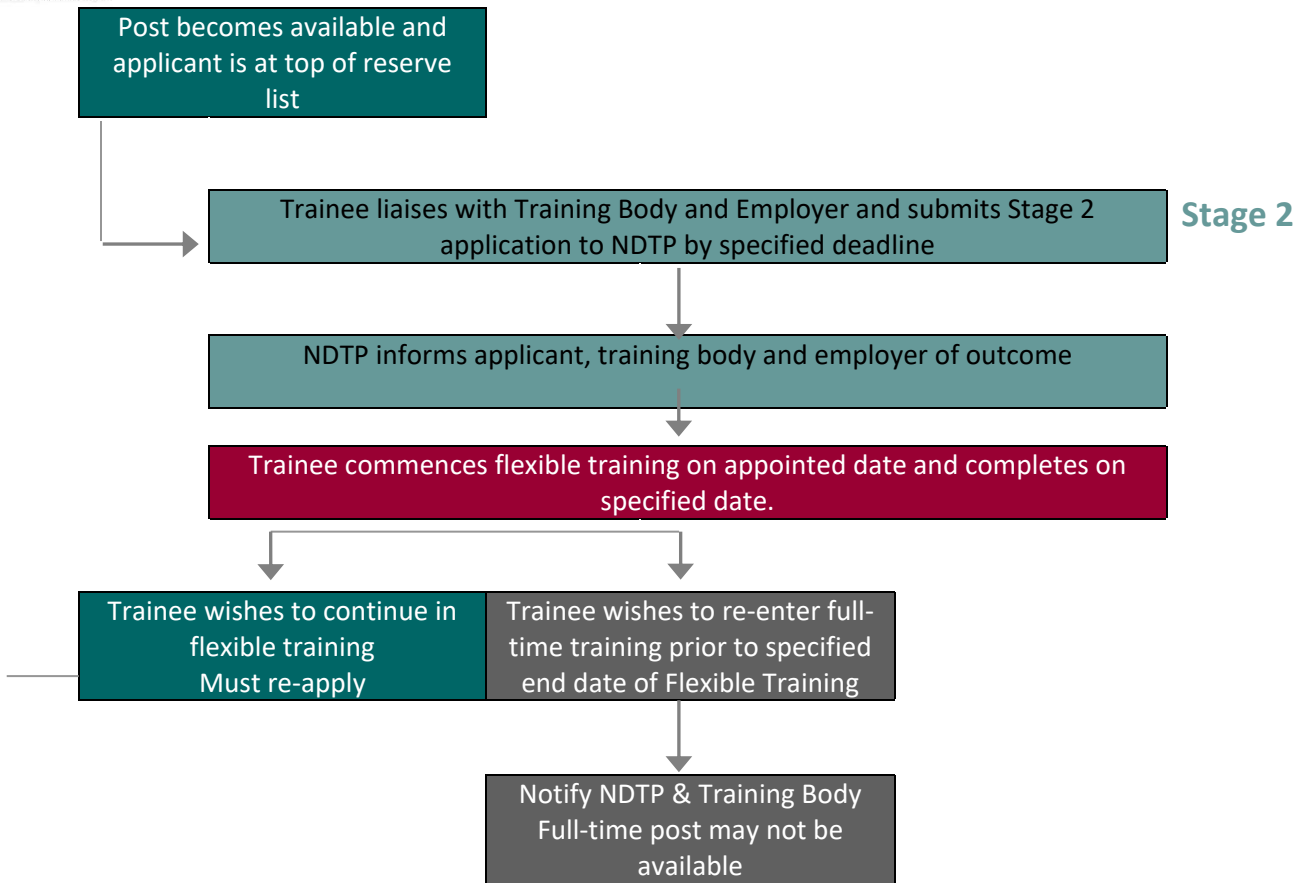 Post becomes available and
applicant is at top of reserve
list
Trainee liaises with Training Body and Employer and submits Stage 2
application to NDTP by specified deadline
Stage 2
NDTP informs applicant, training body and employer of outcome
Trainee commences flexible training on appointed date and completes on
specified date.
Trainee wishes to continue in
flexible training
Must re-apply
Trainee wishes to re-enter full-
time training prior to specified
end date of Flexible Training
Notify NDTP & Training Body
Full-time post may not be
available